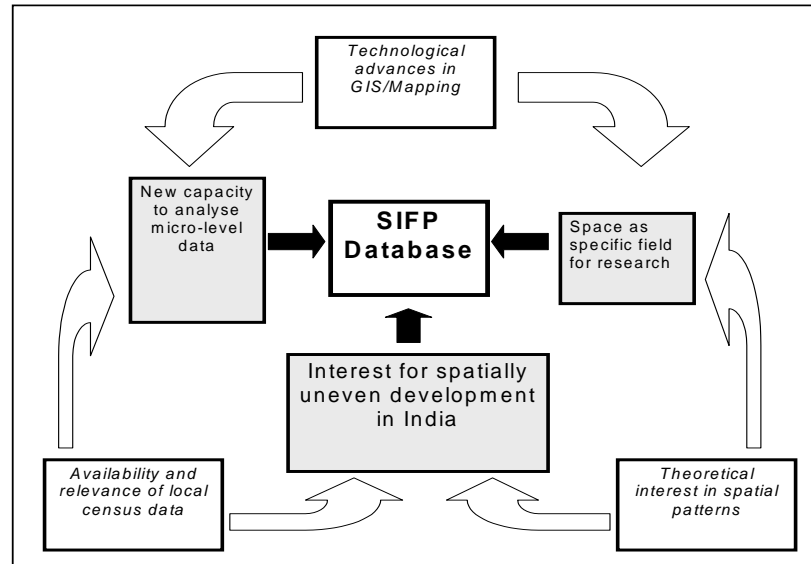 Technological
advances in
GIS/Mapping
New capacity
to analyse
micro-level
data
SIFP
Database
Space as
specific field
for research
Interest for spatially
uneven development
in India
Availability and
relevance of local
census data
Theoretical
interest in spatial
patterns